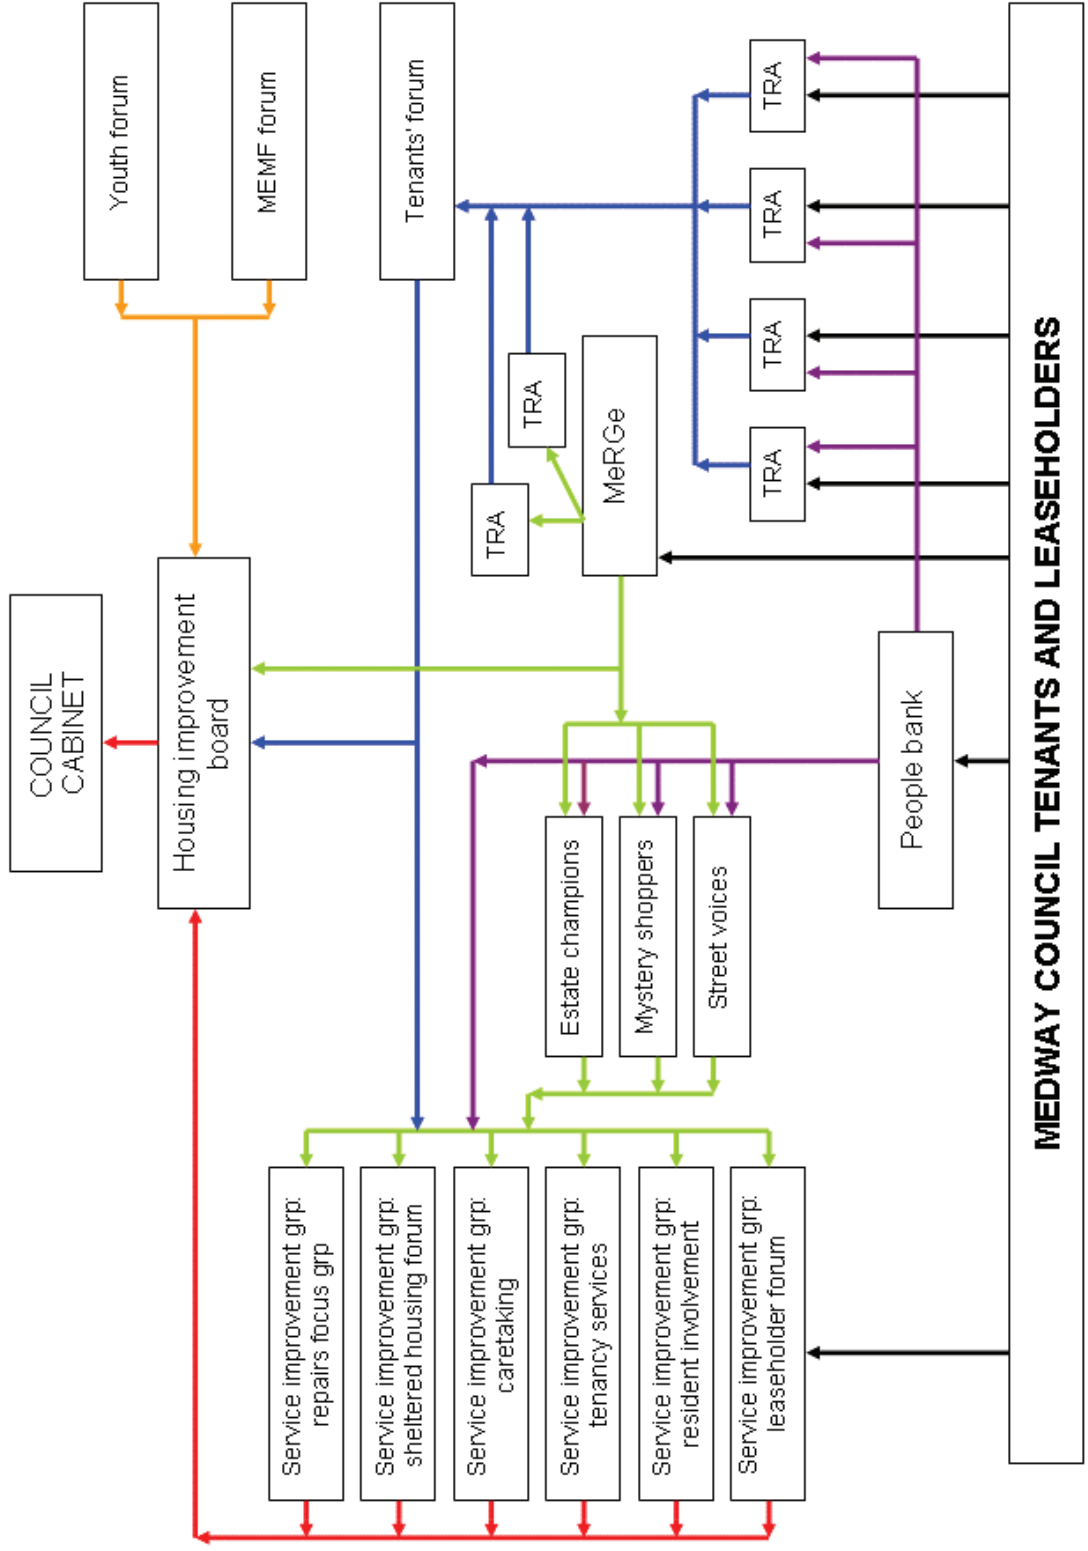 COUNCIL
CABINET
Youth forum
MEMF forum
Housing improvement
board
Tenants' forum
Service improvement grp:
repairs focus grp
Service improvement grp:
sheltered housing forum
Service improvement grp:
caretaking
Service improvement grp:
tenancy services
Service improvement grp:
resident involvement
Service improvement grp:
leaseholder forum
Estate champions
Mystery shoppers
Street voices
TRA
TRA
MeRGe
TRA
TRA
TRA
TRA
People bank
MEDWAY COUNCIL TENANTS AND LEASEHOLDERS